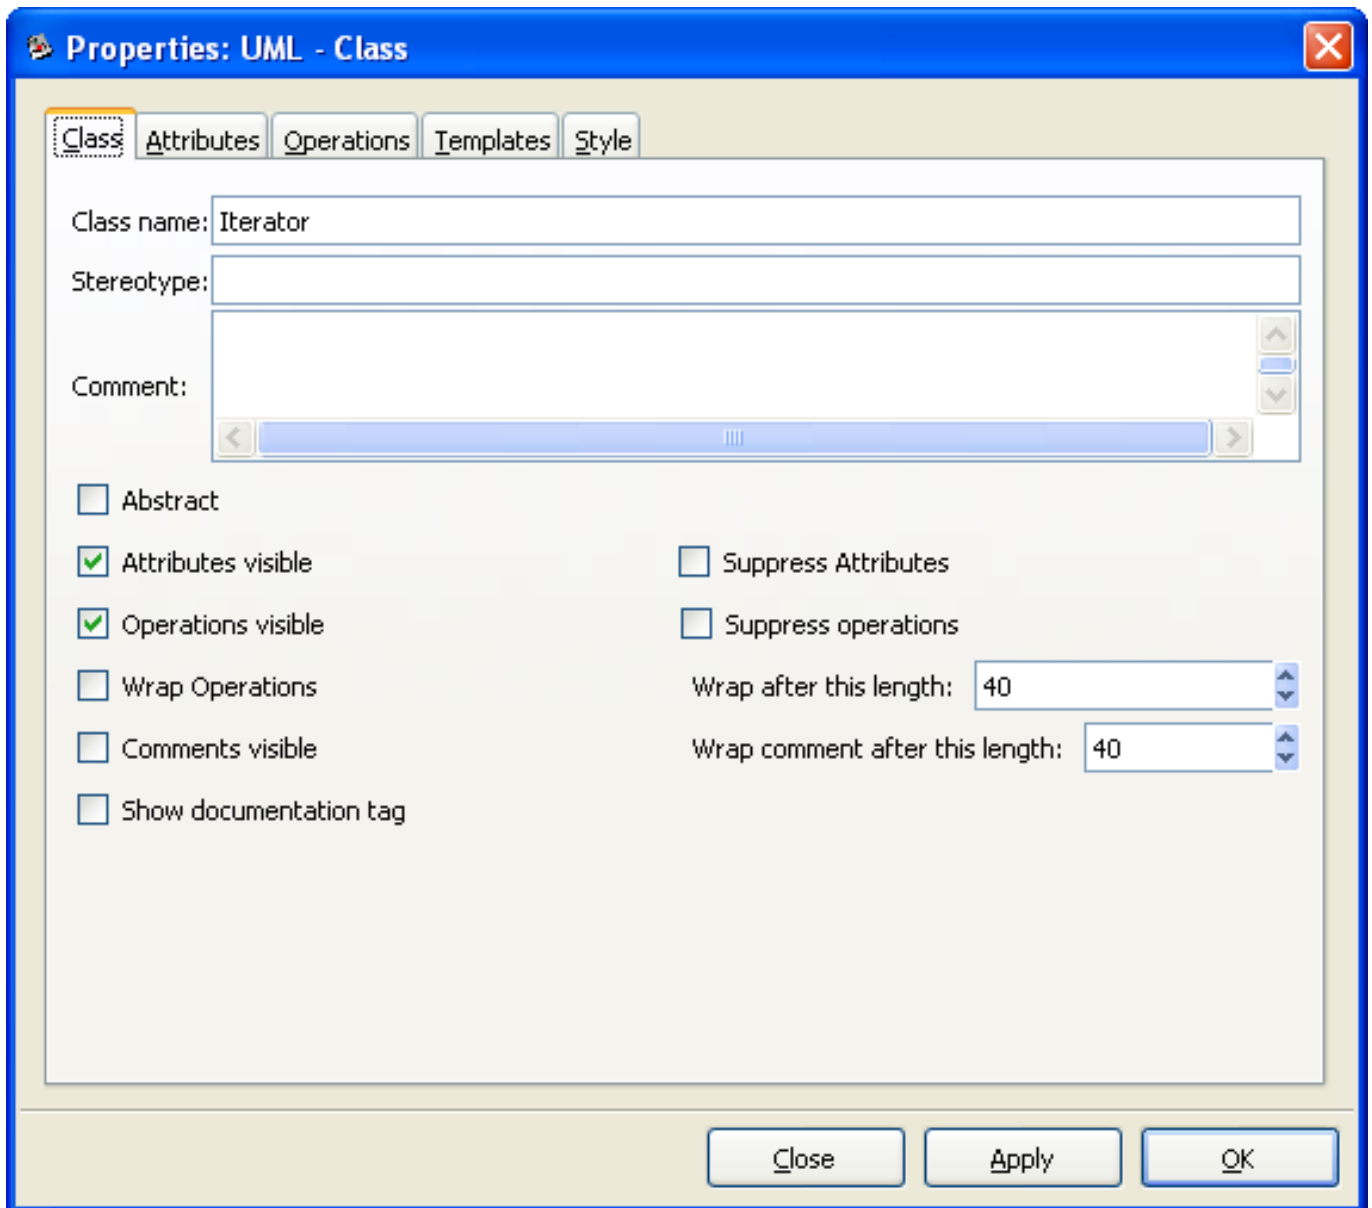 Properties: UML - Class
Class Attributes Operations Templates Style
Class name: Iterator
Stereotype:
Comment:
Abstract
Attributes visible Suppress Attributes
Operations visible Suppress operations
Wrap Operations Wrap after this length: 40
Comments visible Wrap comment after this length: 40
Show documentation tag
Close Apply OK